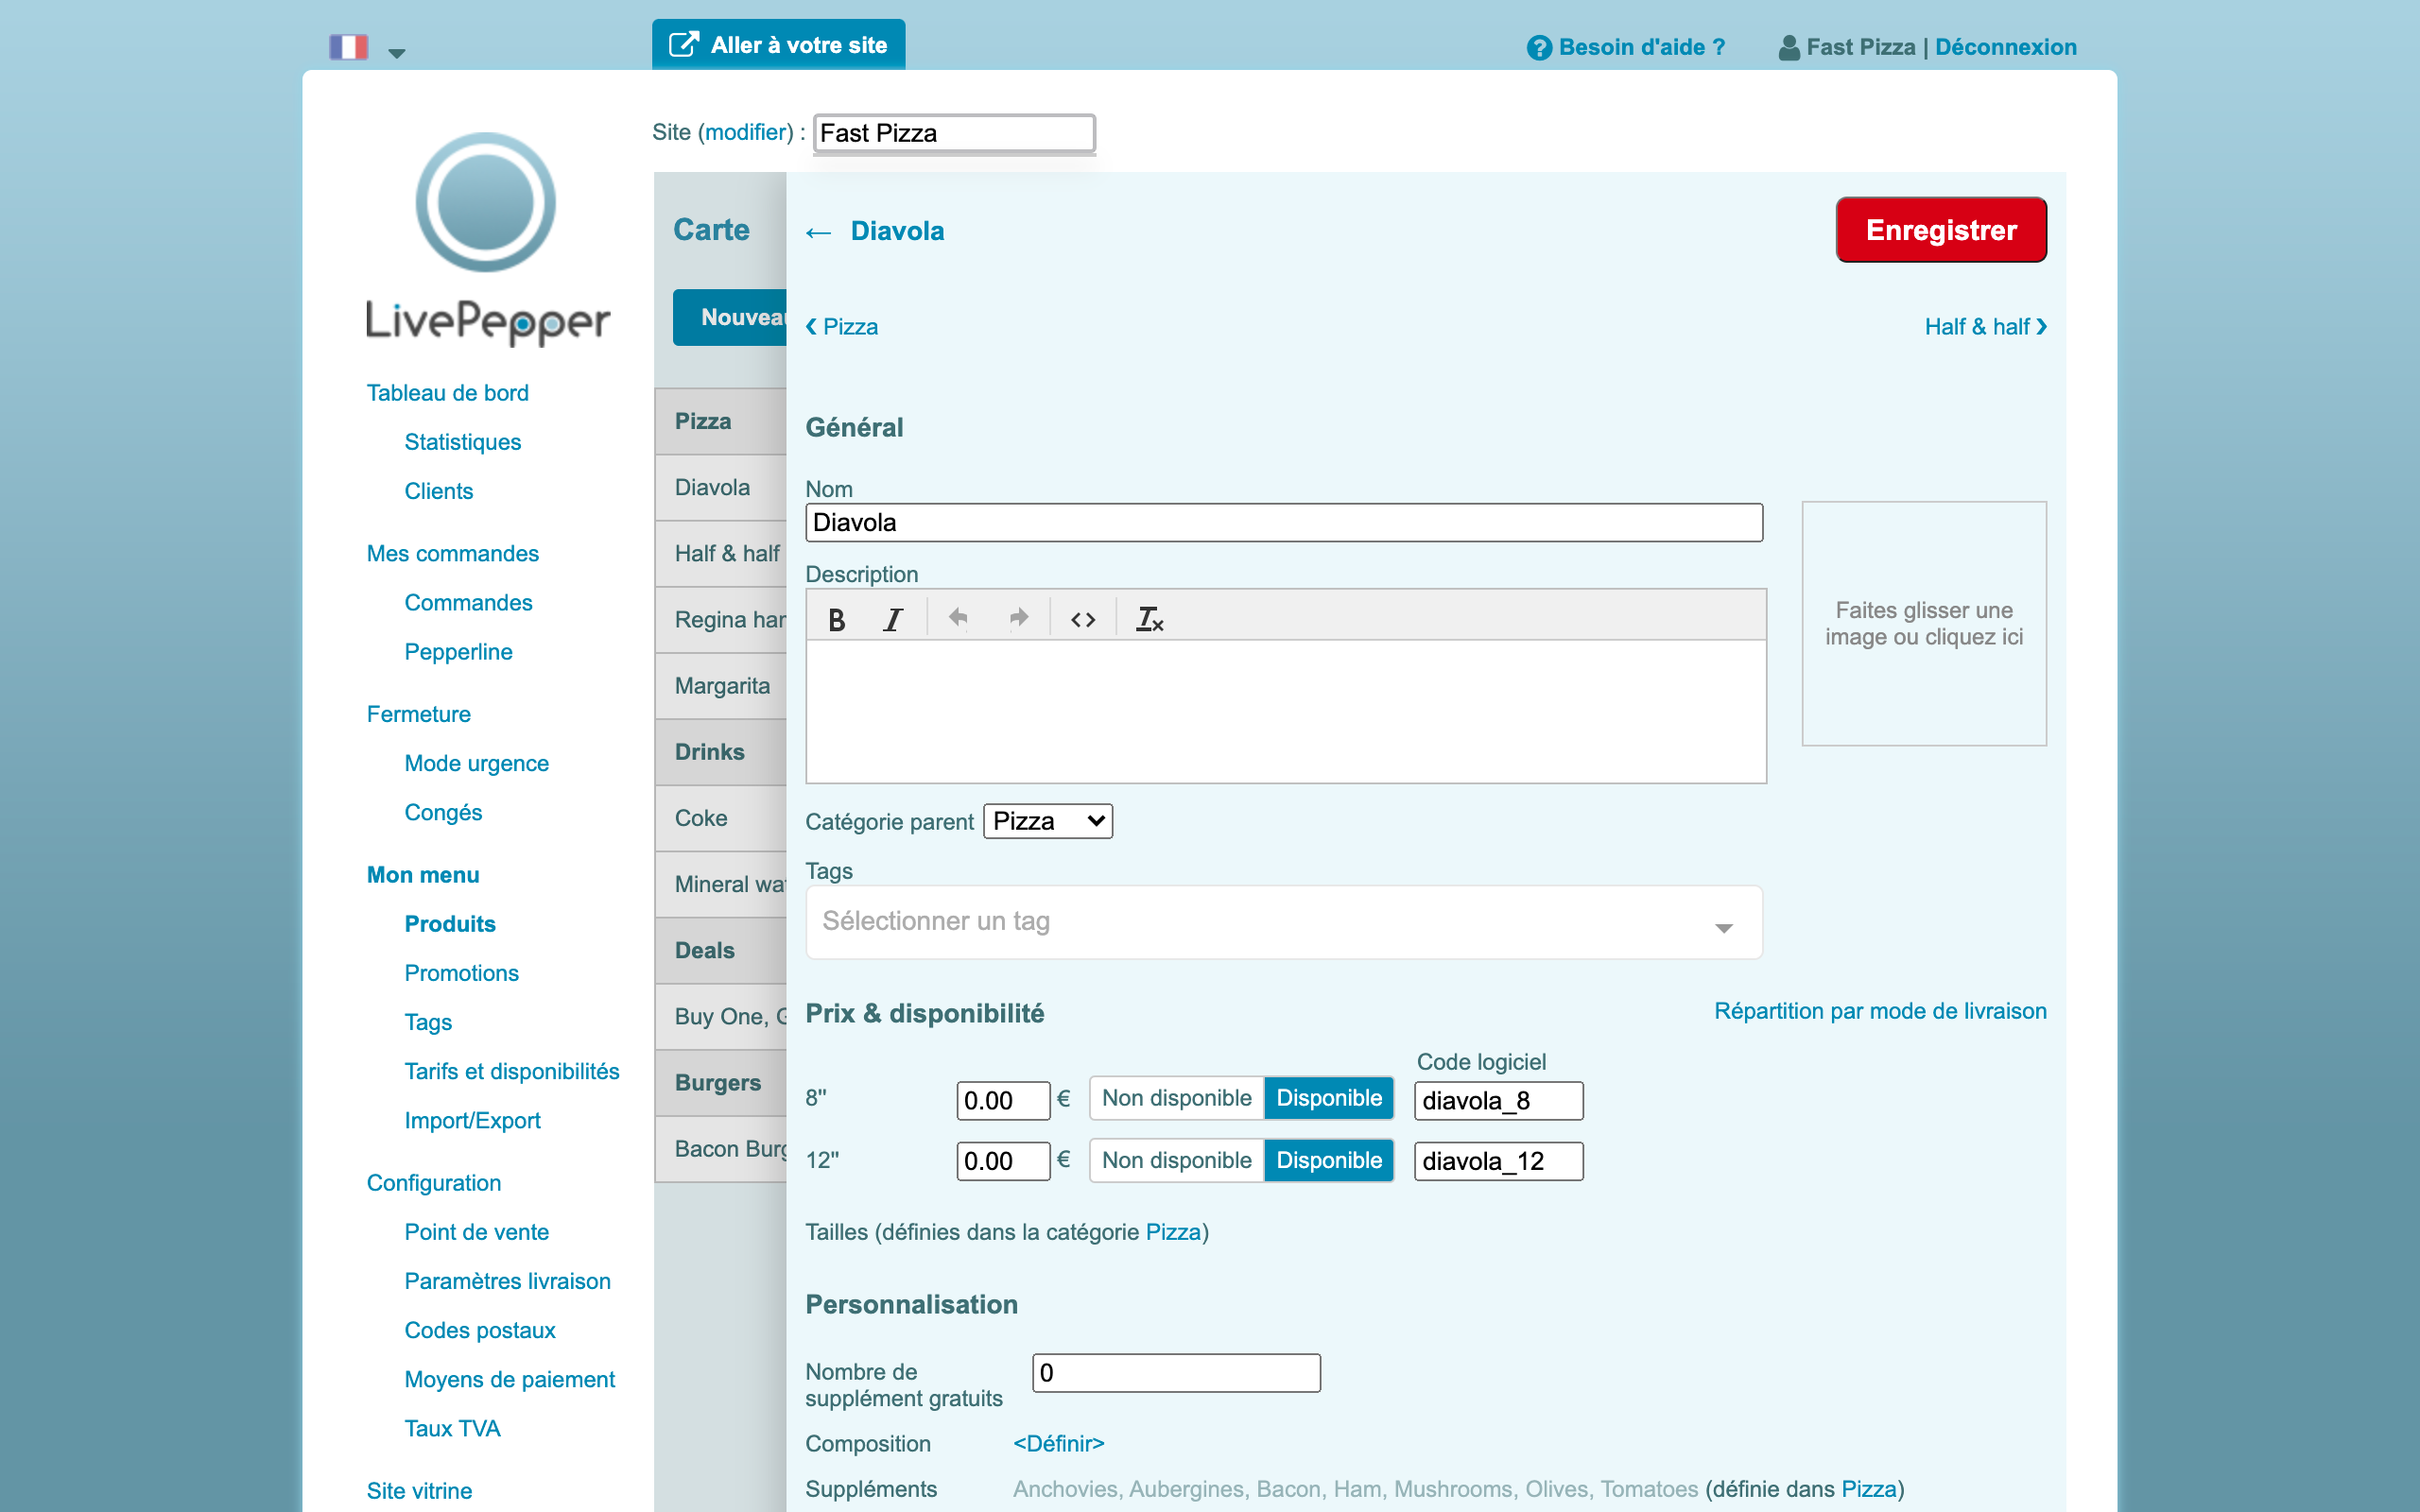 Aller à votre site
Besoin d'aide ?
Fast Pizza | Déconnexion
Site (modifier) : Fast Pizza
LivePepper
Tableau de bord
Statistiques
Clients
Mes commandes
Commandes
Pepperline
Fermeture
Mode urgence
Congés
Mon menu
Produits
Promotions
Tags
Tarifs et disponibilités
Import/Export
Configuration
Point de vente
Paramètres livraison
Codes postaux
Moyens de paiement
Taux TVA
Site vitrine
Carte
Pizza
Diavola
Half & half
Regina
Margarita
Drinks
Coke
Mineral
Deals
Buy One,
Burgers
Bacon
← Diavola
Enregistrer
‹ Pizza
Half & half ›
Général
Nom
Diavola
Description
B I <> Tx
Faites glisser une
image ou cliquez ici
Catégorie parent Pizza
Tags
Sélectionner un tag
Prix & disponibilité
Répartition par mode de livraison
Code logiciel
8" 0.00 € Non disponible Disponible diavola_8
12" 0.00 € Non disponible Disponible diavola_12
Tailles (définies dans la catégorie Pizza)
Personnalisation
Nombre de
supplément gratuits
0
Composition <Définir>
Suppléments Anchovies, Aubergines, Bacon, Ham, Mushrooms, Olives, Tomatoes (définie dans Pizza)